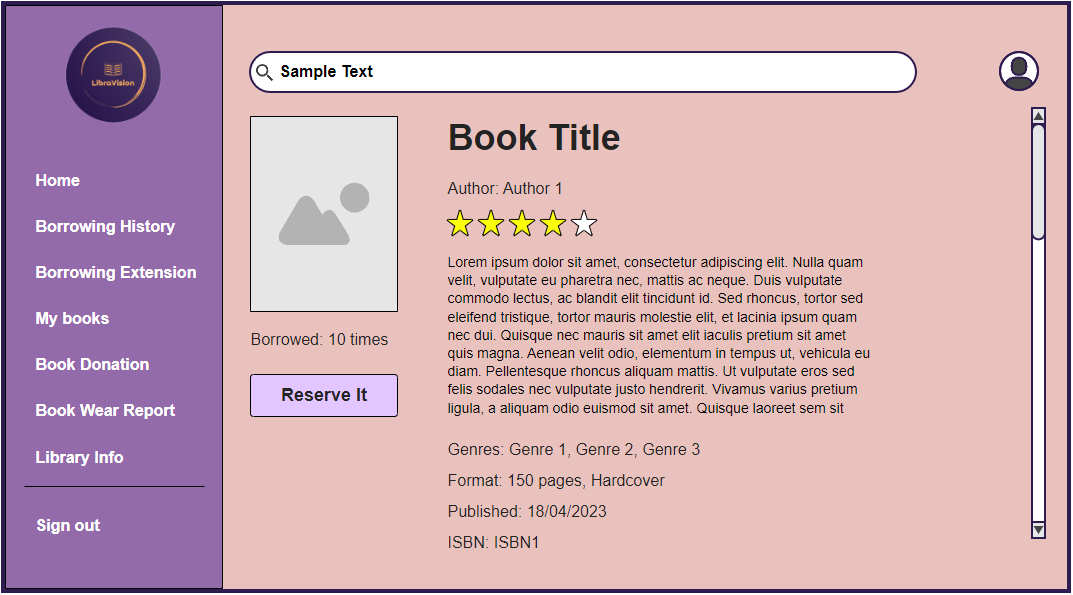 LibraVision
Home
Borrowing History
Borrowing Extension
My books
Book Donation
Book Wear Report
Library Info
Sign out
Sample Text
Borrowed: 10 times
Reserve It
Book Title
Author: Author 1
Lorem ipsum dolor sit amet, consectetur adipiscing elit. Nulla quam
velit, vulputate eu pharetra nec, mattis ac neque. Duis vulputate
commodo lectus, ac blandit elit tincidunt id. Sed rhoncus, tortor sed
eleifend tristique, tortor mauris molestie elit, et lacinia ipsum quam
nec dui. Quisque nec mauris sit amet elit iaculis pretium sit amet
quis magna. Aenean velit odio, elementum in tempus ut, vehicula eu
diam. Pellentesque rhoncus aliquam mattis. Ut vulputate eros sed
felis sodales nec vulputate justo hendrerit. Vivamus varius pretium
ligula, a aliquam odio euismod sit amet. Quisque laoreet sem sit
Genres: Genre 1, Genre 2, Genre 3
Format: 150 pages, Hardcover
Published: 18/04/2023
ISBN: ISBN1